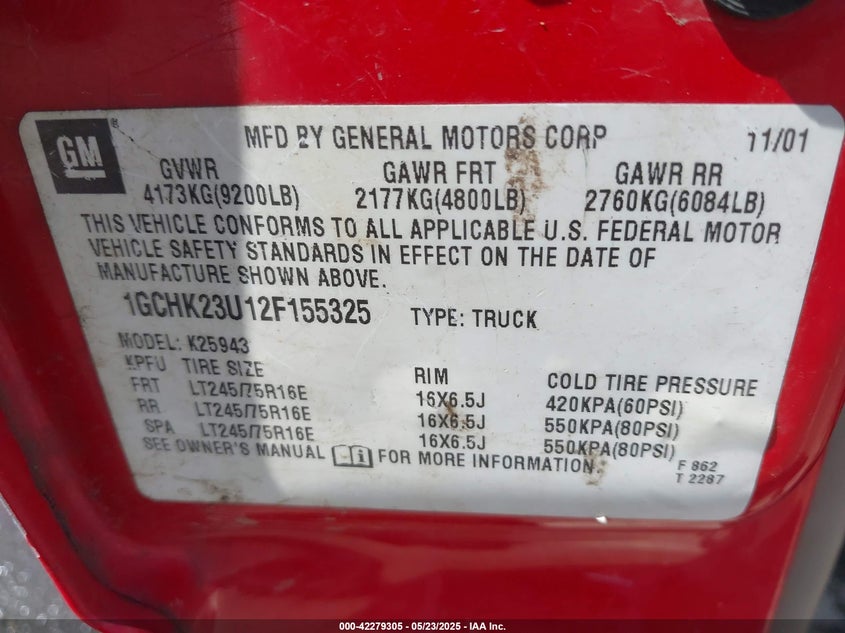 GM ®
MFD BY GENERAL MOTORS CORP 11/01
GVWR GAWR FRT GAWR RR
4173KG(9200LB) 2177KG(4800LB) 2760KG(6084LB)
THIS VEHICLE CONFORMS TO ALL APPLICABLE U.S. FEDERAL MOTOR
VEHICLE SAFETY STANDARDS IN EFFECT ON THE DATE OF
MANUFACTURE SHOWN ABOVE.
1GCHK23U12F155325 TYPE: TRUCK
MODEL: K25943
KPFU TIRE SIZE RIM COLD TIRE PRESSURE
FRT LT245/75R16E 16X6.5J 420KPA(60PSI)
RR LT245/75R16E 16X6.5J 550KPA(80PSI)
SPA LT245/75R16E 16X6.5J 550KPA(80PSI)
SEE OWNER'S MANUAL FOR MORE INFORMATION.
F 862
T 2287
000-42279305 - 05/23/2025 - IAA Inc.